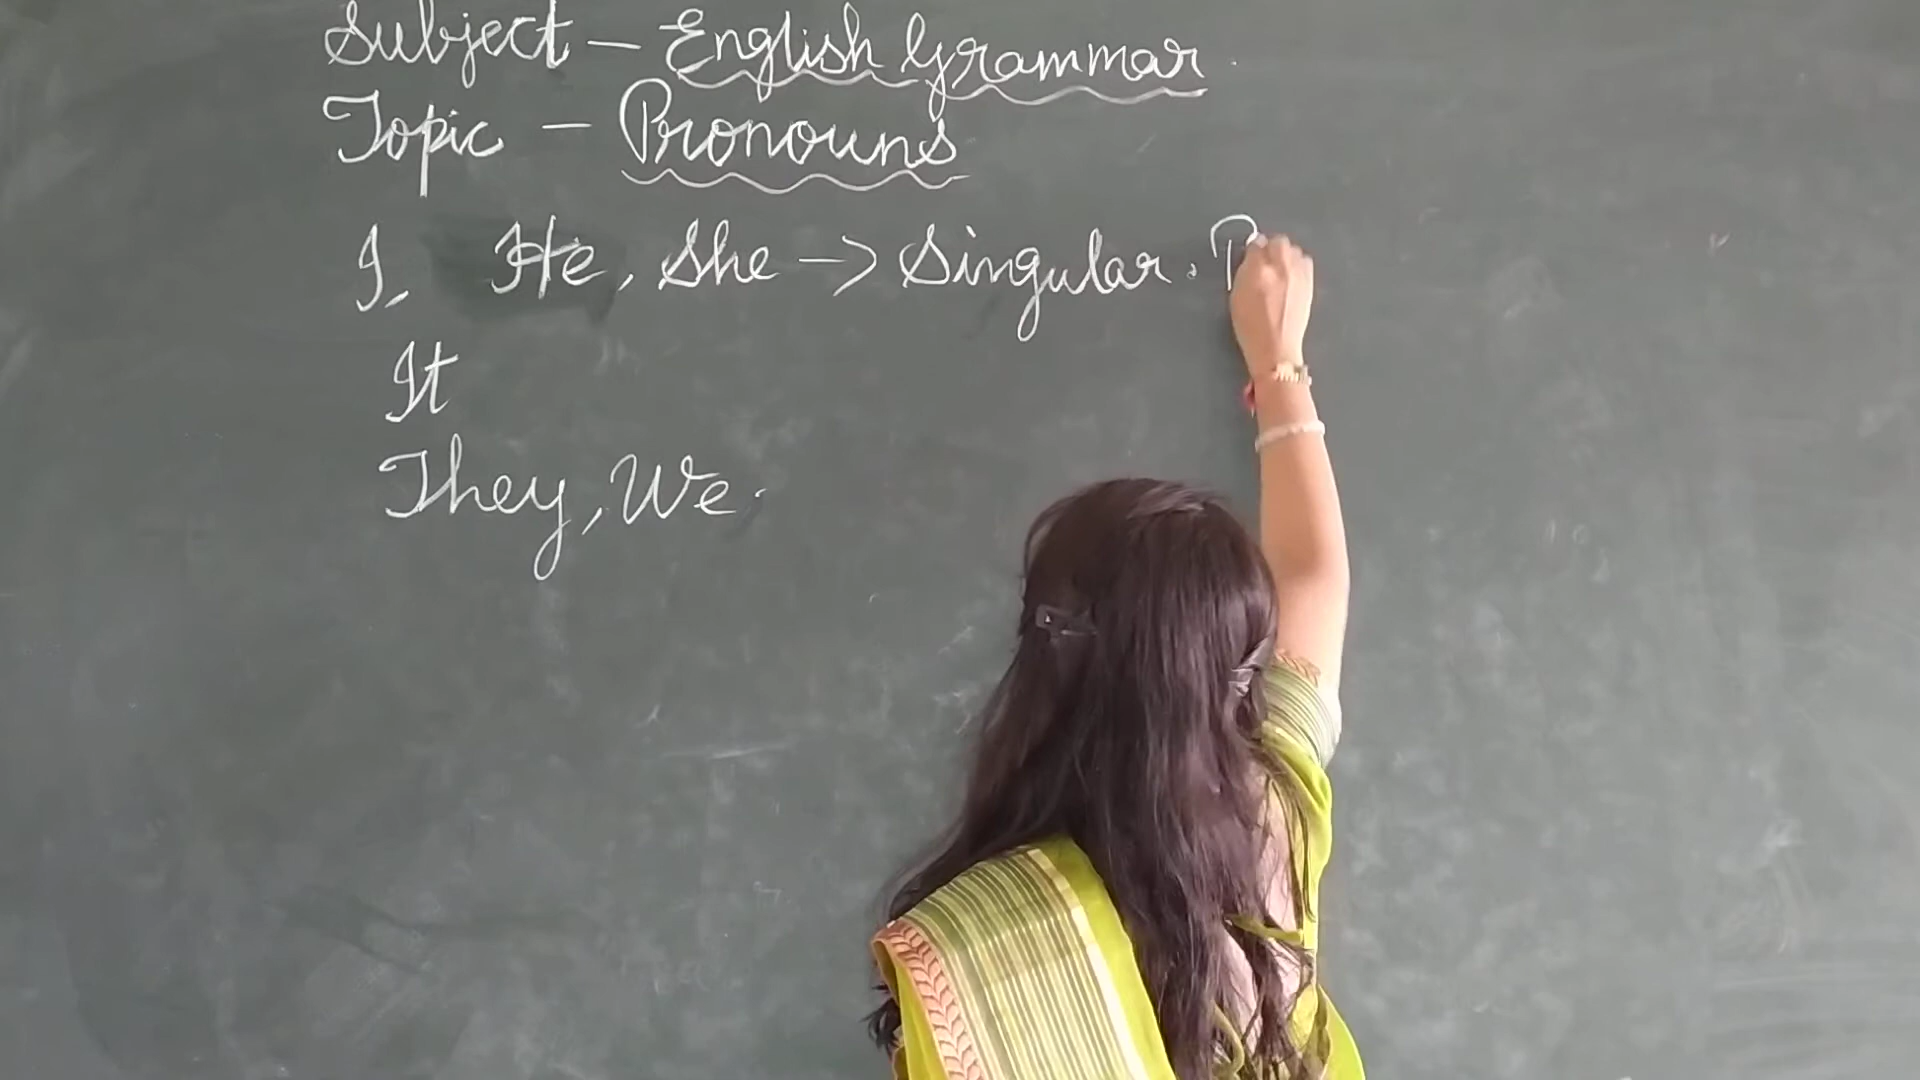 Subject – English Grammar
Topic – Pronouns
I, He, She -> Singular. P
It
They, We.